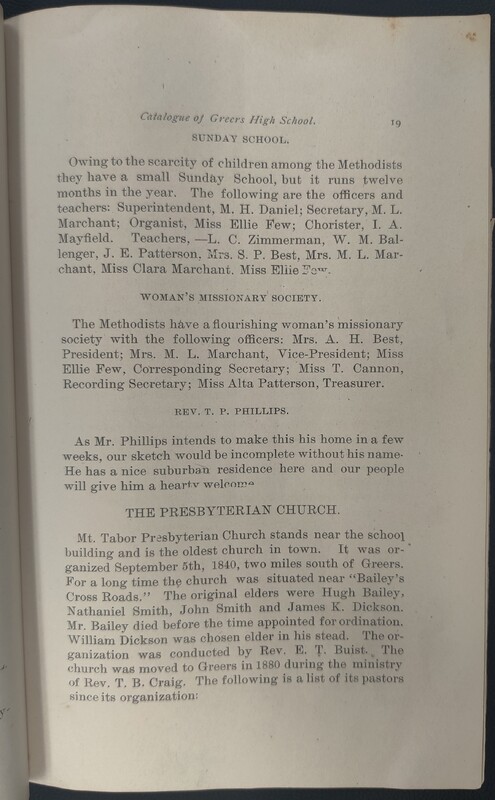 Catalogue of Greers High School.
19
SUNDAY SCHOOL.
Owing to the scarcity of children among the Methodists
they have a small Sunday School, but it runs twelve
months in the year. The following are the officers and
teachers: Superintendent, M. H. Daniel; Secretary, M. L.
Marchant; Organist, Miss Ellie Few; Chorister, I. A.
Mayfield. Teachers, —L. C. Zimmerman, W. M. Bal-
lenger, J. E. Patterson, Mrs. S. P. Best, Mrs. M. L. Mar-
chant, Miss Clara Marchant. Miss Ellie Few.
WOMAN'S MISSIONARY SOCIETY.
The Methodists have a flourishing woman's missionary
society with the following officers: Mrs. A. H. Best,
President; Mrs. M. L. Marchant, Vice-President; Miss
Ellie Few, Corresponding Secretary; Miss T. Cannon,
Recording Secretary; Miss Alta Patterson, Treasurer.
REV. T. P. PHILLIPS.
As Mr. Phillips intends to make this his home in a few
weeks, our sketch would be incomplete without his name.
He has a nice suburban residence here and our people
will give him a hearty welcome
THE PRESBYTERIAN CHURCH.
Mt. Tabor Presbyterian Church stands near the school
building and is the oldest church in town. It was or-
ganized September 5th, 1840, two miles south of Greers.
For a long time the church was situated near "Bailey's
Cross Roads." The original elders were Hugh Bailey,
Nathaniel Smith, John Smith and James K. Dickson.
Mr. Bailey died before the time appointed for ordination.
William Dickson was chosen elder in his stead. The or-
ganization was conducted by Rev. E. T. Buist. The
church was moved to Greers in 1880 during the ministry
of Rev. T. B. Craig. The following is a list of its pastors
since its organization: